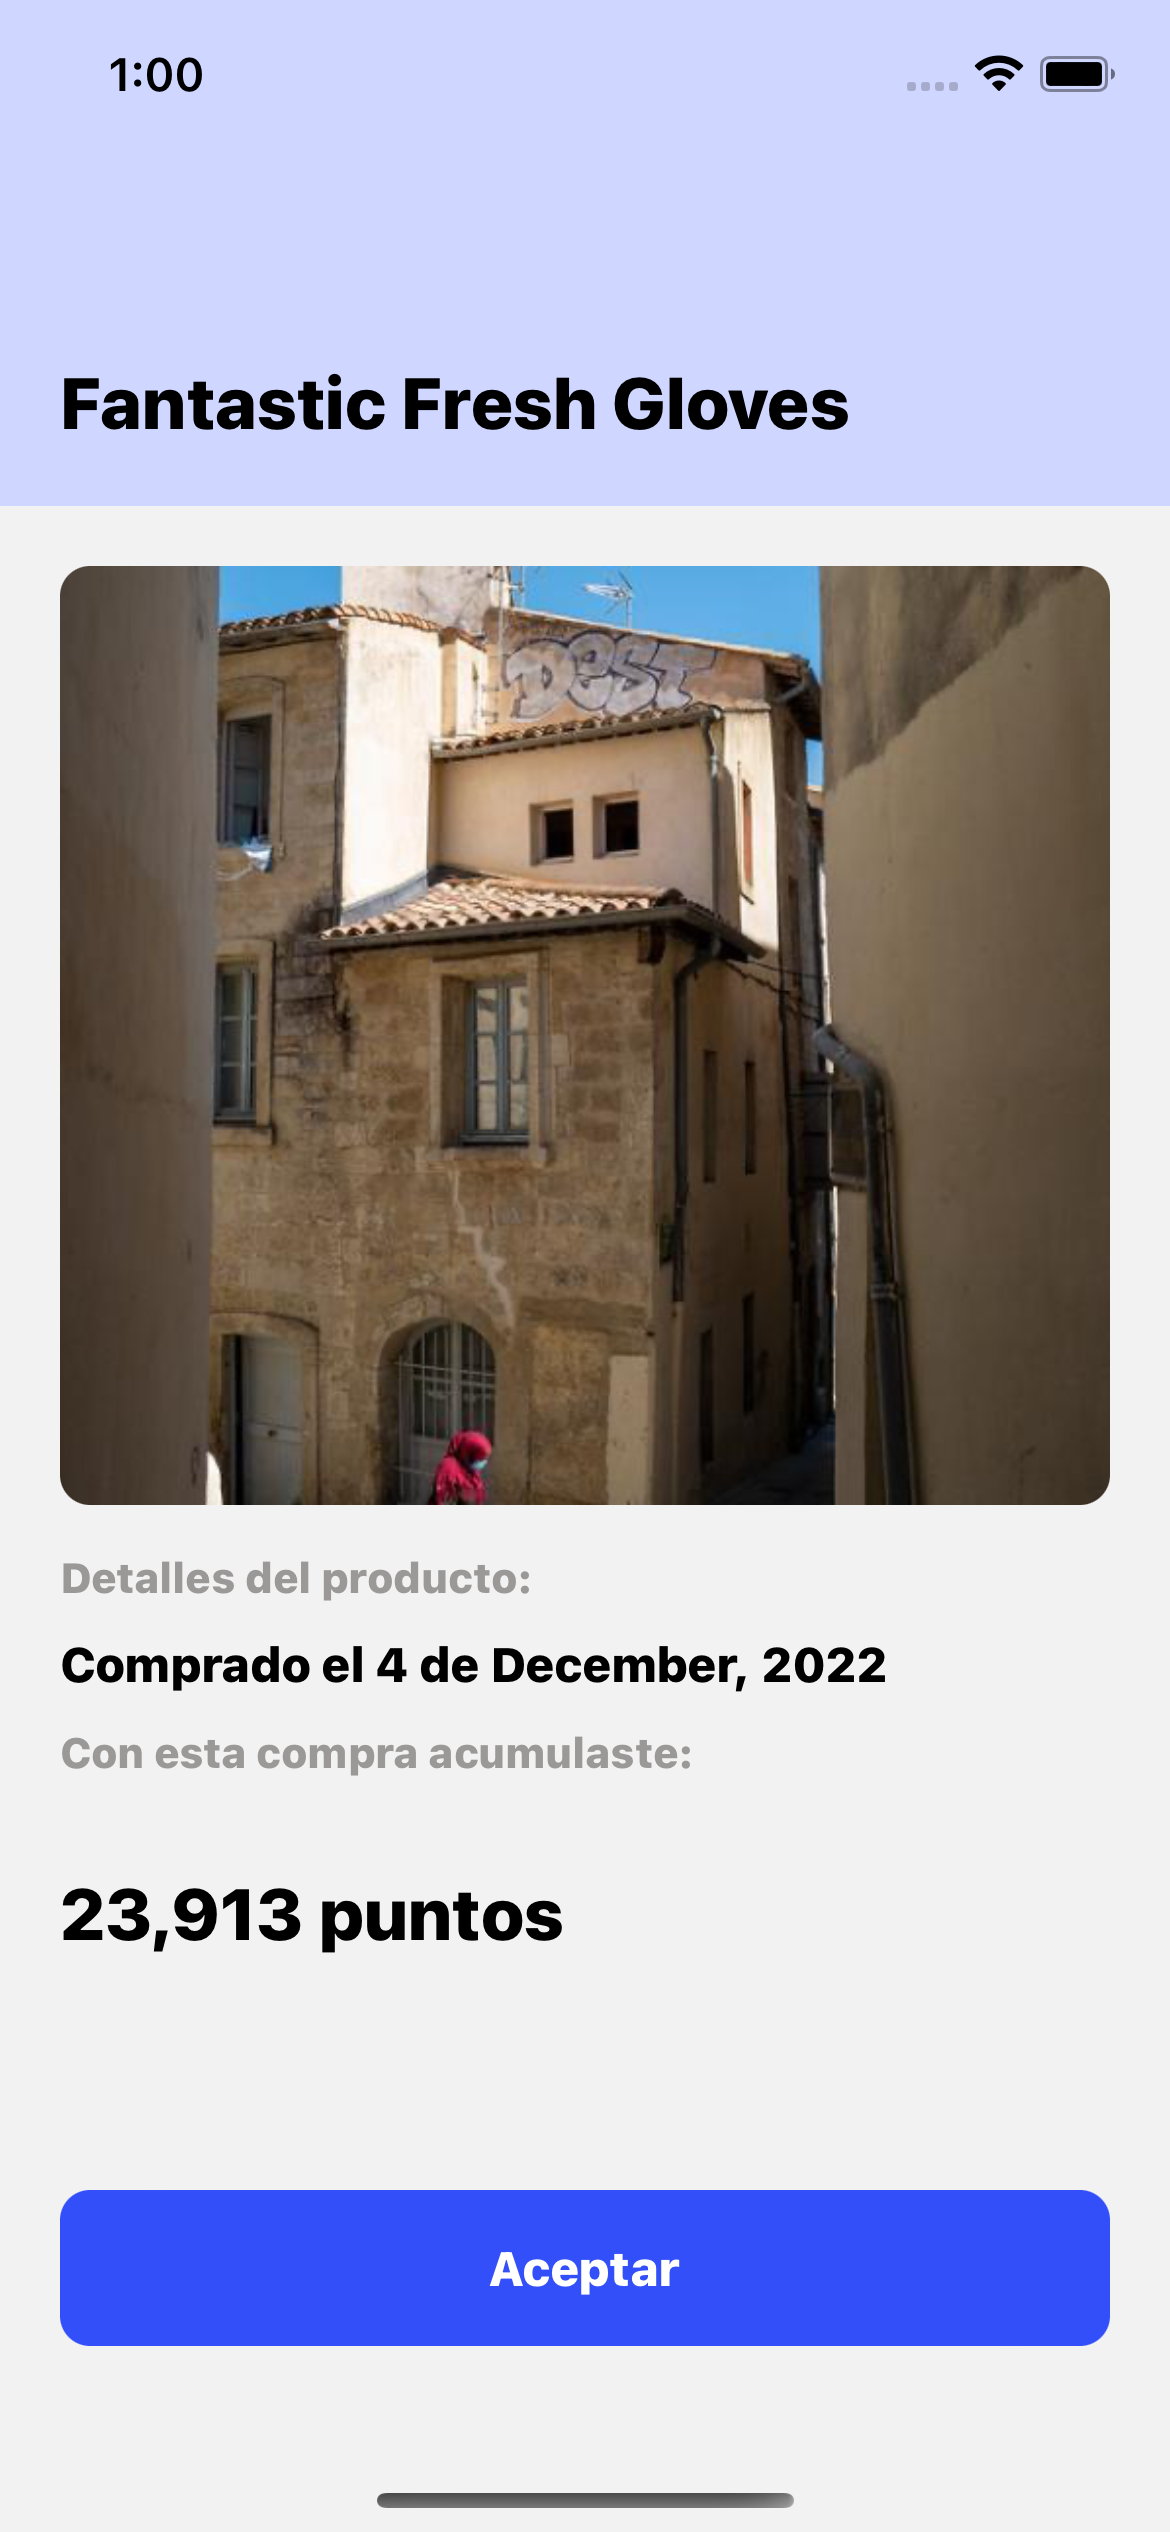 1:00
Fantastic Fresh Gloves
DEST
Detalles del producto:
Comprado el 4 de December, 2022
Con esta compra acumulaste:
23,913 puntos
Aceptar